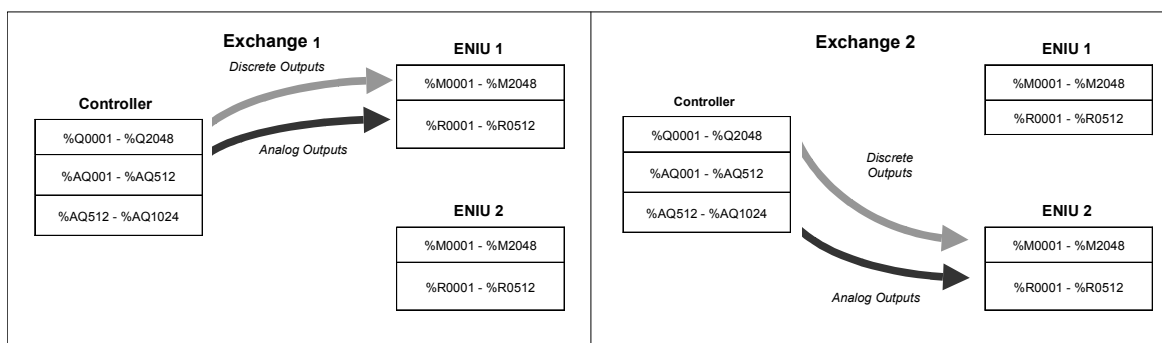 Exchange 1
Discrete Outputs
Analog Outputs
Controller
%Q0001 - %Q2048
%AQ001 - %AQ512
%AQ512 - %AQ1024
ENIU 1
%M0001 - %M2048
%R0001 - %R0512
ENIU 2
%M0001 - %M2048
%R0001 - %R0512
Exchange 2
Controller
%Q0001 - %Q2048
%AQ001 - %AQ512
%AQ512 - %AQ1024
Discrete
Outputs
Analog Outputs
ENIU 1
%M0001 - %M2048
%R0001 - %R0512
ENIU 2
%M0001 - %M2048
%R0001 - %R0512